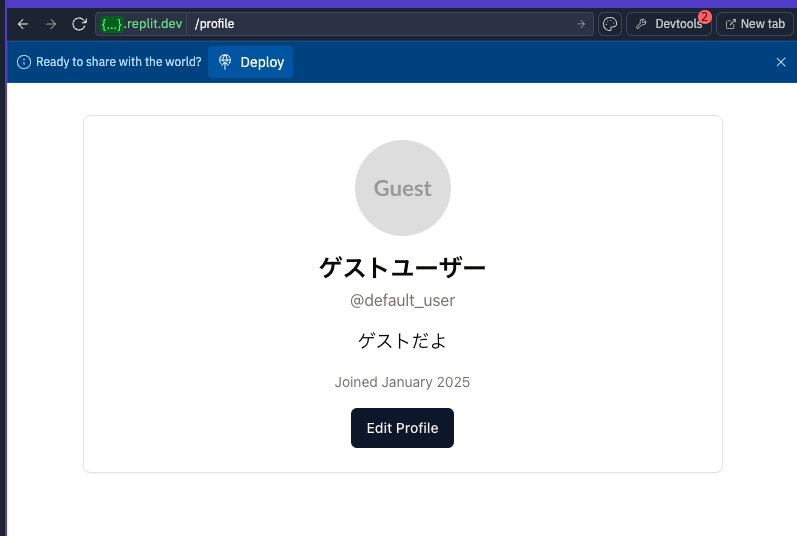 {...}.replit.dev /profile Devtools 2 New tab
Ready to share with the world? Deploy
Guest
ゲストユーザー
@default_user
ゲストだよ
Joined January 2025
Edit Profile